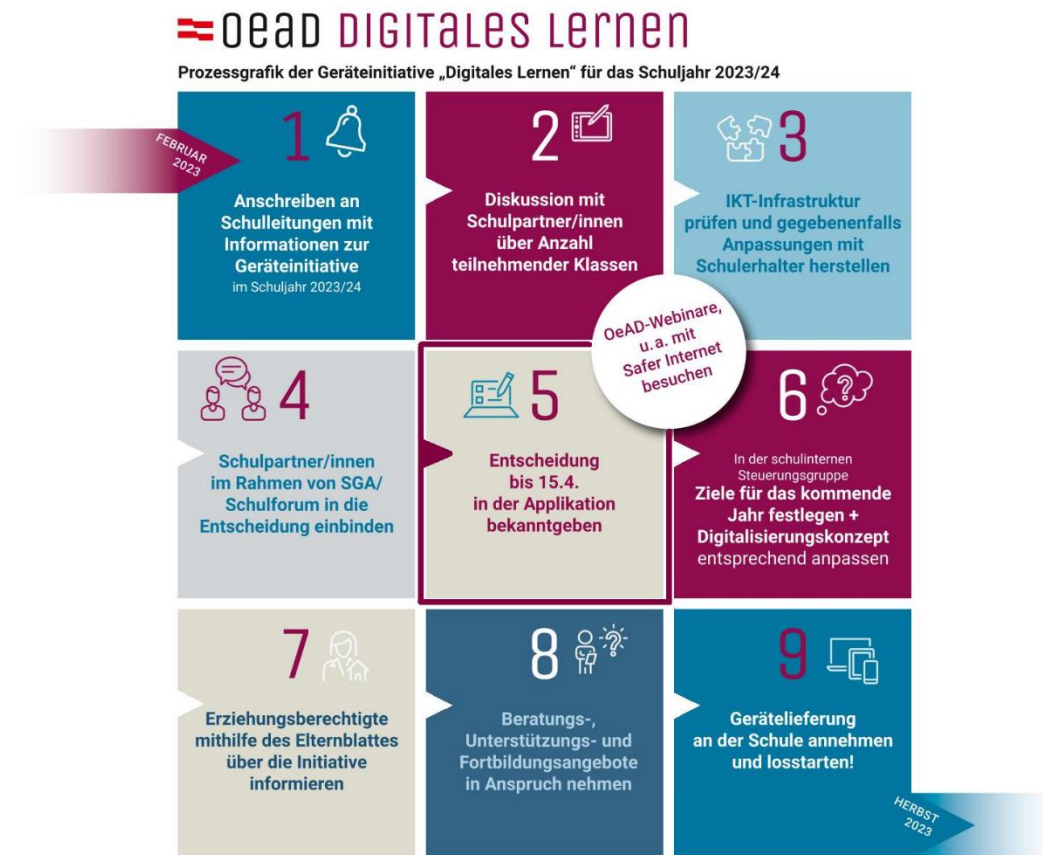 OeAD DIGITALES LERNEN
Prozessgrafik der Geräteinitiative „Digitales Lernen“ für das Schuljahr 2023/24
FEBRUAR
2023
1
Anschreiben an
Schulleitungen mit
Informationen zur
Geräteinitiative
im Schuljahr 2023/24
2
Diskussion mit
Schulpartner/innen
über Anzahl
teilnehmender Klassen
3
IKT-Infrastruktur
prüfen und gegebenenfalls
Anpassungen mit
Schulerhalter herstellen
OeAD-Webinare,
u. a. mit
Safer Internet
besuchen
4
Schulpartner/innen
im Rahmen von SGA/
Schulforum in die
Entscheidung einbinden
5
Entscheidung
bis 15.4.
in der Applikation
bekanntgeben
6
In der schulinternen
Steuerungsgruppe
Ziele für das kommende
Jahr festlegen +
Digitalisierungskonzept
entsprechend anpassen
7
Erziehungsberechtigte
mithilfe des Elternblattes
über die Initiative
informieren
8
Beratungs-,
Unterstützungs- und
Fortbildungsangebote
in Anspruch nehmen
9
Gerätelieferung
an der Schule annehmen
und losstarten!
HERBST
2023